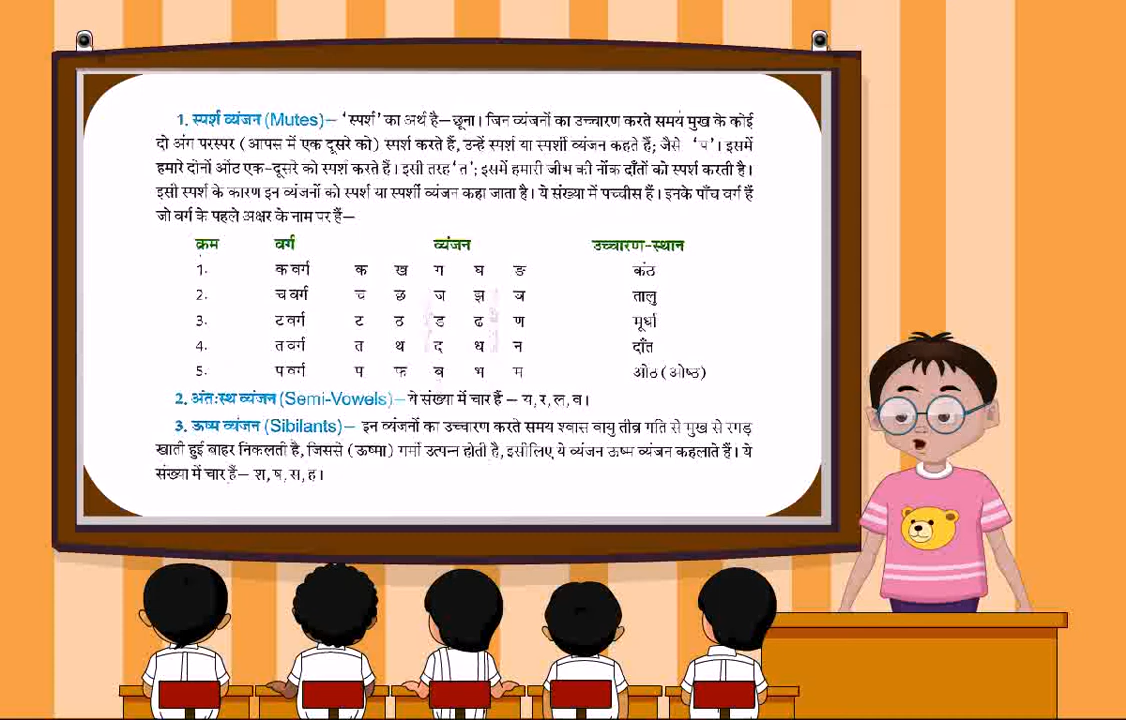 1. स्पर्श व्यंजन (Mutes)– ‘स्पर्श’ का अर्थ है–छूना। जिन व्यंजनों का उच्चारण करते समय मुख के कोई
दो अंग परस्पर (आपस में एक दूसरे को) स्पर्श करते हैं, उन्हें स्पर्श या स्पर्शी व्यंजन कहते हैं; जैसे ‘प’। इसमें
हमारे दोनों ओंठ एक-दूसरे को स्पर्श करते हैं। इसी तरह ‘त’; इसमें हमारी जीभ की नोंक दाँतों को स्पर्श करती है।
इसी स्पर्श के कारण इन व्यंजनों को स्पर्श या स्पर्शी व्यंजन कहा जाता है। ये संख्या में पच्चीस हैं। इनके पाँच वर्ग हैं
जो वर्ग के पहले अक्षर के नाम पर हैं–
क्रम वर्ग व्यंजन उच्चारण-स्थान
1. क वर्ग क ख ग घ ङ कंठ
2. च वर्ग च छ ज झ ञ तालु
3. ट वर्ग ट ठ ड ढ ण मूर्धा
4. त वर्ग त थ द ध न दाँत
5. प वर्ग प फ ब भ म ओठ (ओष्ठ)
2. अंतःस्थ व्यंजन (Semi-Vowels)– ये संख्या में चार हैं – य, र, ल, व।
3. ऊष्म व्यंजन (Sibilants)– इन व्यंजनों का उच्चारण करते समय श्वास वायु तीव्र गति से मुख से रगड़
खाती हुई बाहर निकलती है, जिससे (ऊष्मा) गर्मी उत्पन्न होती है, इसीलिए ये व्यंजन ऊष्म व्यंजन कहलाते हैं। ये
संख्या में चार हैं– श, ष, स, ह।